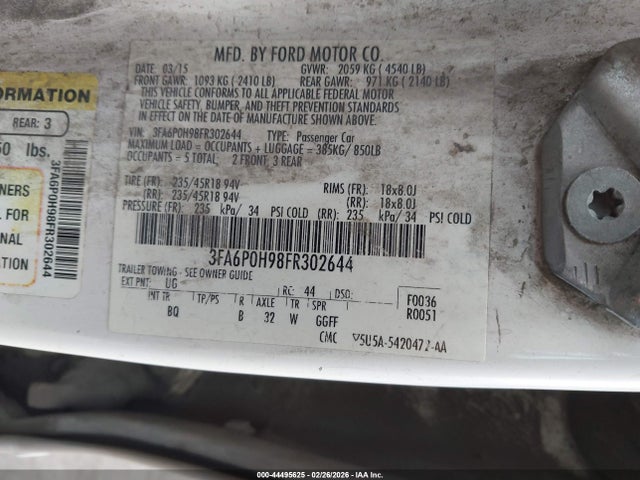 MFD. BY FORD MOTOR CO.
DATE: 03/15 GVWR: 2059 KG ( 4540 LB)
FRONT GAWR: 1093 KG ( 2410 LB) REAR GAWR: 971 KG ( 2140 LB)
THIS VEHICLE CONFORMS TO ALL APPLICABLE FEDERAL MOTOR
VEHICLE SAFETY, BUMPER, AND THEFT PREVENTION STANDARDS
IN EFFECT ON THE DATE OF MANUFACTURE SHOWN ABOVE.
VIN: 3FA6P0H98FR302644 TYPE: Passenger Car
MAXIMUM LOAD = OCCUPANTS + LUGGAGE = 385KG/ 850LB
OCCUPANTS = 5 TOTAL, 2 FRONT 3 REAR
TIRE (FR): 235/45R18 94V RIMS (FR): 18x8.0J
(RR): 235/45R18 94V (RR): 18x8.0J
PRESSURE (FR): 235 kPa/ 34 PSI COLD (RR): 235 kPa/ 34 PSI COLD
3FA6P0H98FR302644
TRAILER TOWING - SEE OWNER GUIDE
EXT PNT: UG RC: 44 DSO: F0036
INT TR TP/PS R AXLE TR SPR R0051
BQ B 32 W GGFF
CMC 5U5A-5420472-AA
FORMATION
REAR: 3
50 lbs.
NERS
FOR
NAL
ION.
3FA6P0H98FR302644
000-44495625 | 02/26/2026 | IAA Inc.